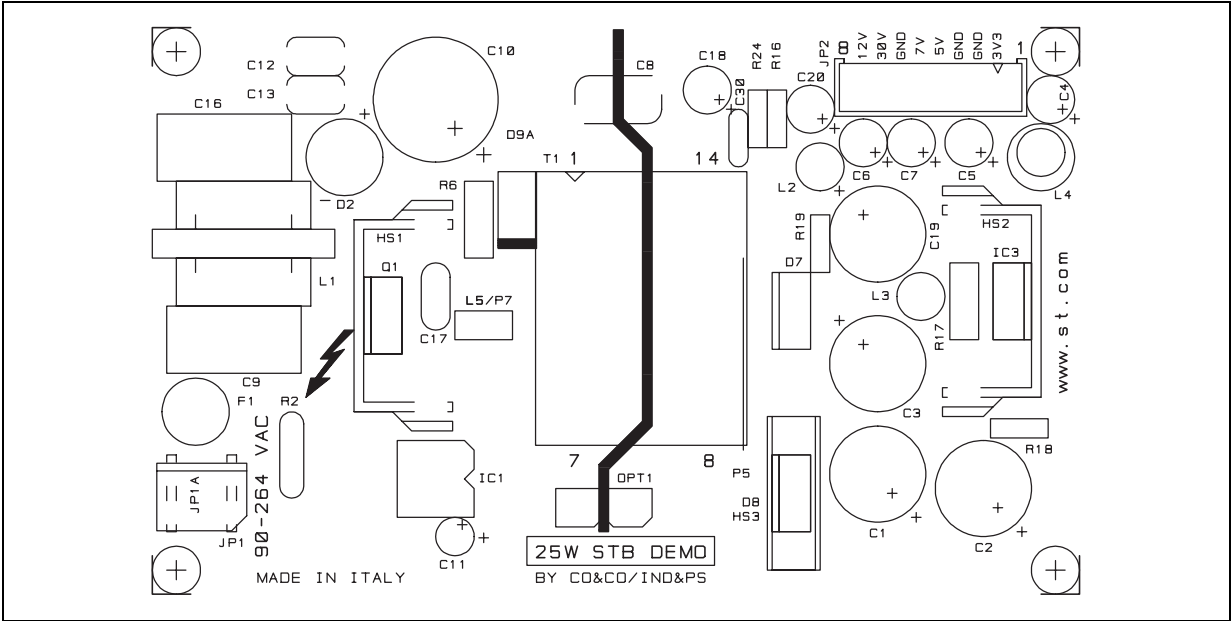 C10
C12
C13
C16
D9A
D2
C8
C18
C30
R24
R16
C20
JP2
8
12V
30V
GND
7V
5V
GND
GND
3V3
1
C4
T1
1
14
R6
HS1
Q1
L1
C17
L5/P7
C9
F1
R2
L2
C6
C7
C5
L4
R19
C19
HS2
IC3
D7
L3
R17
www.st.com
C3
R18
7
8
P5
OPT1
IC1
JP1A
JP1
90-264 VAC
C11
D8
HS3
C1
C2
25W STB DEMO
MADE IN ITALY
BY CO&CO/IND&PS